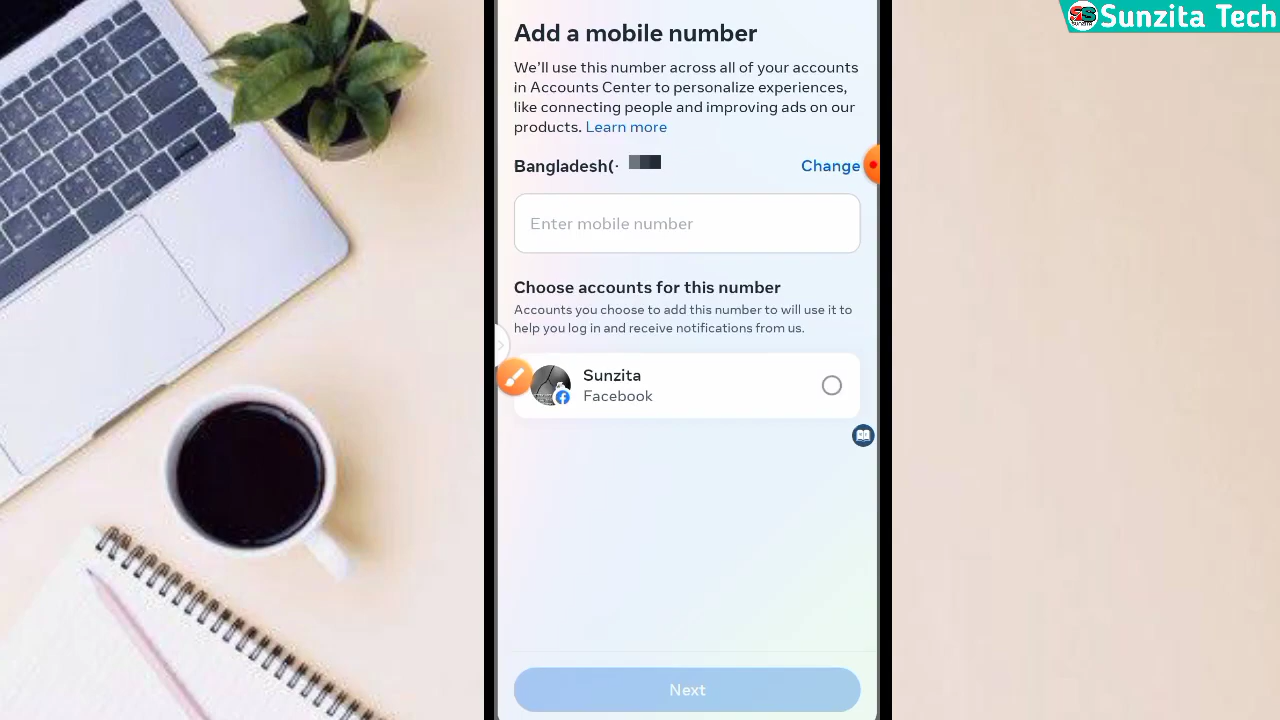 Sunzita Tech
Add a mobile number
We'll use this number across all of your accounts
in Accounts Center to personalize experiences,
like connecting people and improving ads on our
products. Learn more
Bangladesh(·
Change
Enter mobile number
Choose accounts for this number
Accounts you choose to add this number to will use it to
help you log in and receive notifications from us.
Sunzita
Facebook
Next